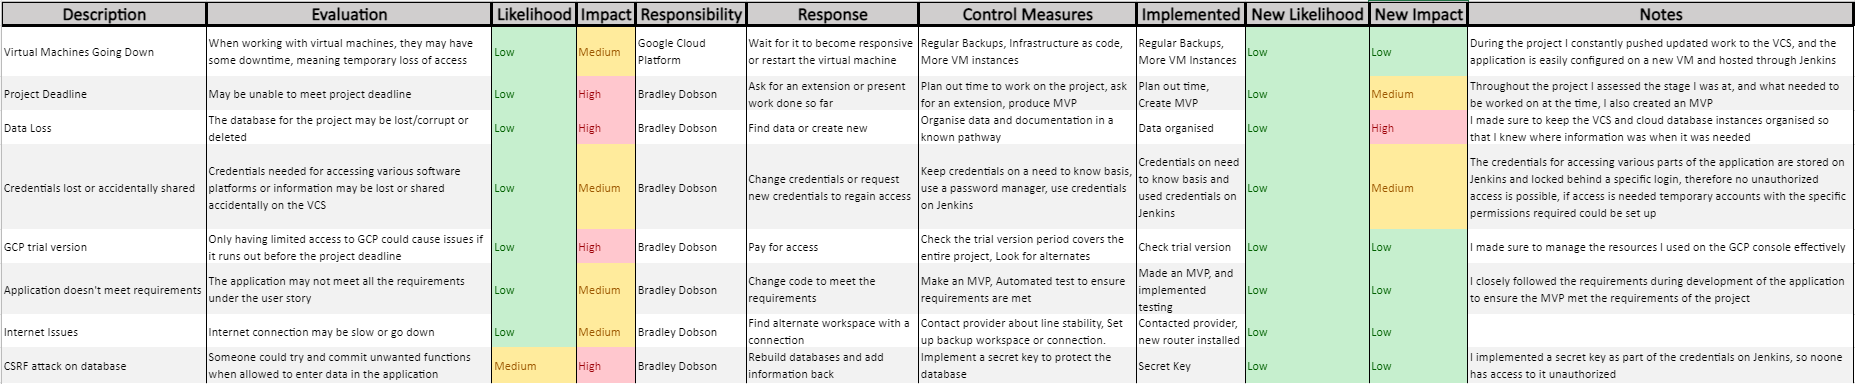 Description Evaluation Likelihood Impact Responsibility Response Control Measures Implemented New Likelihood New Impact Notes
Virtual Machines Going Down
When working with virtual machines, they may have
some downtime, meaning temporary loss of access
Low
Medium
Google Cloud
Platform
Wait for it to become responsive
or restart the virtual machine
Regular Backups, Infrastructure as code,
More VM instances
Regular Backups,
More VM Instances
Low
Low
During the project I constantly pushed updated work to the VCS, and the
application is easily configured on a new VM and hosted through Jenkins
Project Deadline
May be unable to meet project deadline
Low
High
Bradley Dobson
Ask for an extension or present
work done so far
Plan out time to work on the project, ask
for an extension, produce MVP
Plan out time,
Create MVP
Low
Medium
Throughout the project I assessed the stage I was at, and what needed to
be worked on at the time, I also created an MVP
Data Loss
The database for the project may be lost/corrupt or
deleted
Low
High
Bradley Dobson
Find data or create new
Organise data and documentation in a
known pathway
Data organised
Low
High
I made sure to keep the VCS and cloud database instances organised so
that I knew where information was when it was needed
Credentials lost or accidentally shared
Credentials needed for accessing various software
platforms or information may be lost or shared
accidentally on the VCS
Low
Medium
Bradley Dobson
Change credentials or request
new credentials to regain access
Keep credentials on a need to know basis,
use a password manager, use credentials
on Jenkins
Credentials on need
to know basis and
used credentials on
Jenkins
Low
Medium
The credentials for accessing various parts of the application are stored on
Jenkins and locked behind a specific login, therefore no unauthorized
access is possible, if access is needed temporary accounts with the specific
permissions required could be set up
GCP trial version
Only having limited access to GCP could cause issues if
it runs out before the project deadline
Low
High
Bradley Dobson
Pay for access
Check the trial version period covers the
entire project, Look for alternates
Check trial version
Low
Low
I made sure to manage the resources I used on the GCP console effectively
Application doesn't meet requirements
The application may not meet all the requirements
under the user story
Low
Medium
Bradley Dobson
Change code to meet the
requirements
Make an MVP, Automated test to ensure
requirements are met
Made an MVP, and
implemented
testing
Low
Low
I closely followed the requirements during development of the application
to ensure the MVP met the requirements of the project
Internet Issues
Internet connection may be slow or go down
Low
Medium
Bradley Dobson
Find alternate workspace with a
connection
Contact provider about line stability, Set
up backup workspace or connection.
Contacted provider,
new router installed
Low
Low
CSRF attack on database
Someone could try and commit unwanted functions
when allowed to enter data in the application
Medium
High
Bradley Dobson
Rebuild databases and add
information back
Implement a secret key to protect the
database
Secret Key
Low
Low
I implemented a secret key as part of the credentials on Jenkins, so noone
has access to it unauthorized